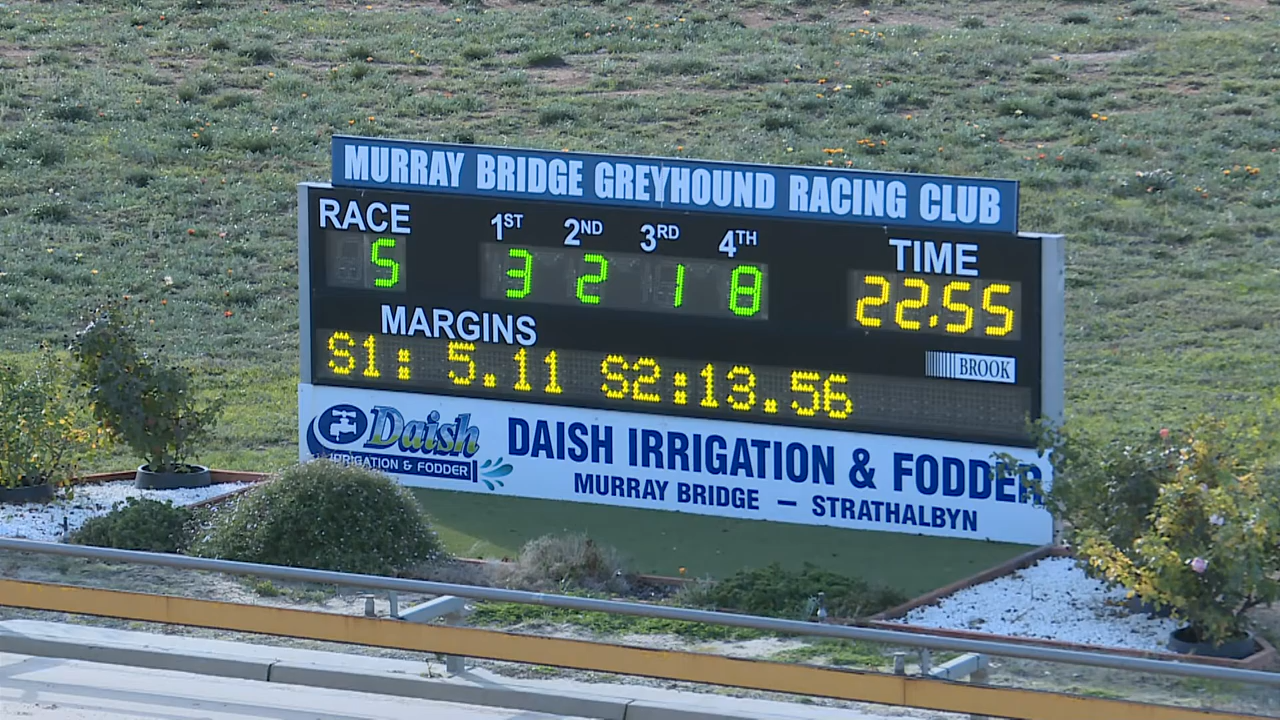 MURRAY BRIDGE GREYHOUND RACING CLUB
RACE 1ST 2ND 3RD 4TH TIME
5 3 2 1 8 22.55
MARGINS
S1: 5.11 S2:13.56
BROOK
Daish
IRRIGATION & FODDER
DAISH IRRIGATION & FODDER
MURRAY BRIDGE — STRATHALBYN